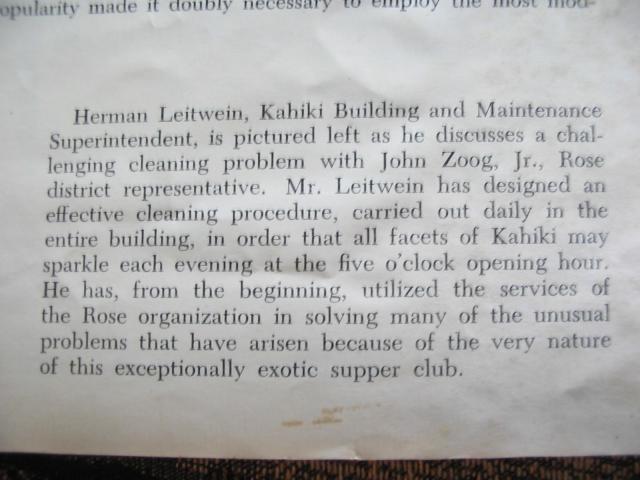 opularity made it doubly necessary to employ the most mod-
Herman Leitwein, Kahiki Building and Maintenance
Superintendent, is pictured left as he discusses a chal-
lenging cleaning problem with John Zoog, Jr., Rose
district representative. Mr. Leitwein has designed an
effective cleaning procedure, carried out daily in the
entire building, in order that all facets of Kahiki may
sparkle each evening at the five o'clock opening hour.
He has, from the beginning, utilized the services of
the Rose organization in solving many of the unusual
problems that have arisen because of the very nature
of this exceptionally exotic supper club.